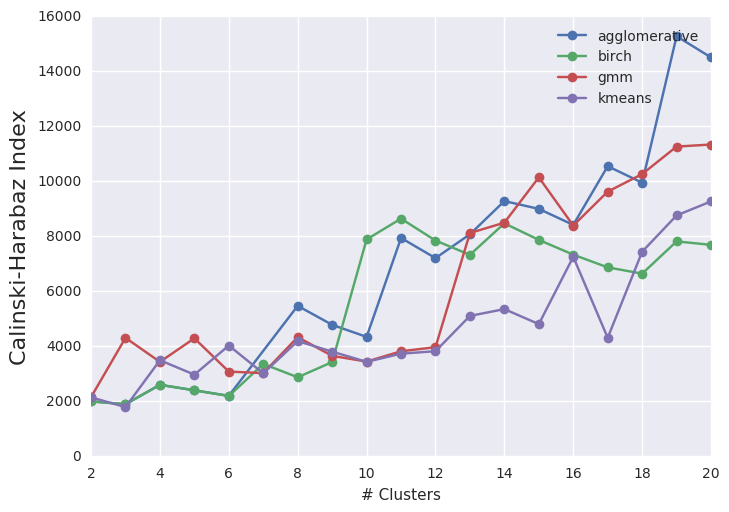 16000
14000
12000
10000
8000
6000
4000
2000
0
Calinski-Harabaz Index
agglomerative
birch
gmm
kmeans
2 4 6 8 10 12 14 16 18 20
# Clusters